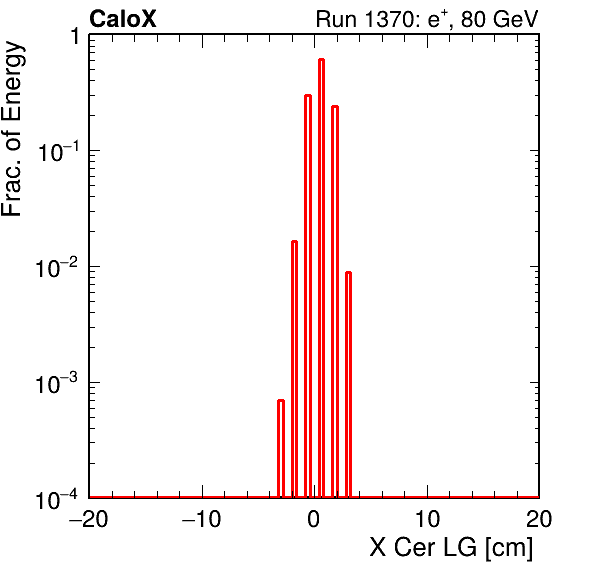 CaloX Run 1370: e⁺, 80 GeV
Frac. of Energy
1
10⁻¹
10⁻²
10⁻³
10⁻⁴
−20 −10 0 10 20
X Cer LG [cm]